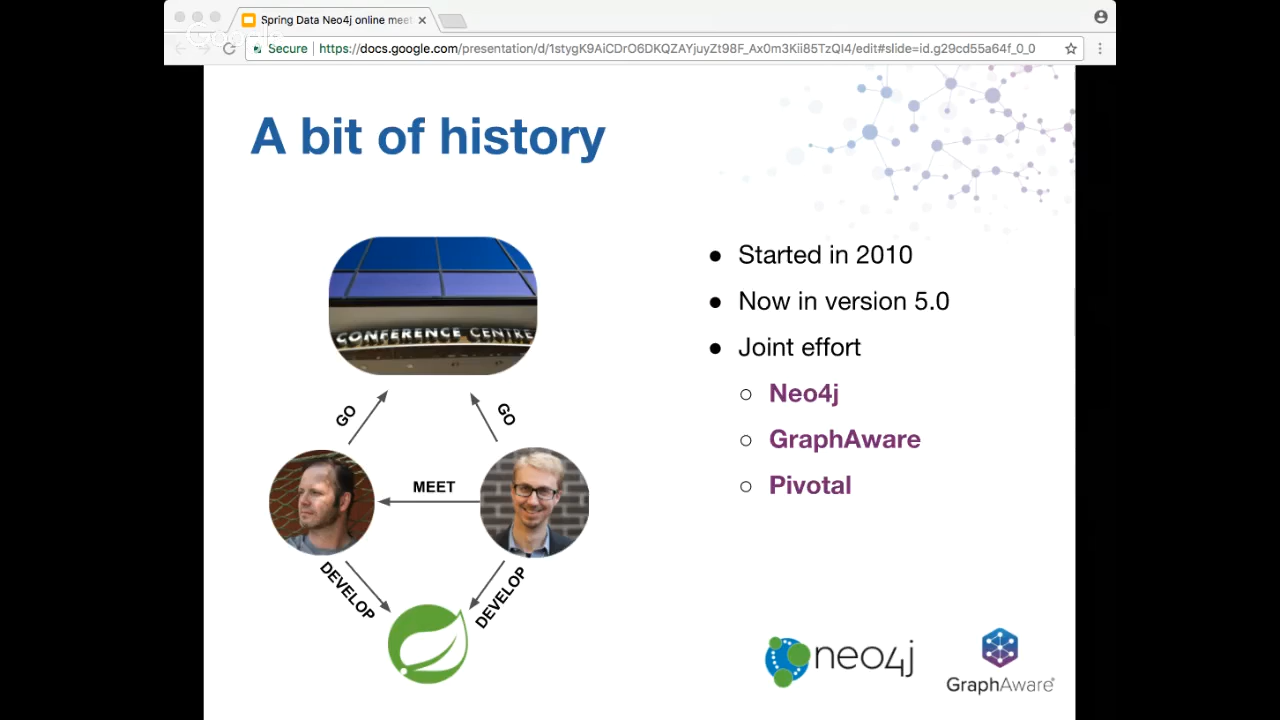 Spring Data Neo4j online meet
Google
Secure
https://docs.google.com/presentation/d/1stygK9AiCDrO6DKQZAYjuyZt98F_Ax0m3Kii85TzQI4/edit#slide=id.g29cd55a64f_0_0
A bit of history
CONFERENCE CENTRE
GO
GO
MEET
DEVELOP
DEVELOP
● Started in 2010
● Now in version 5.0
● Joint effort
○ Neo4j
○ GraphAware
○ Pivotal
neo4j
GraphAware®